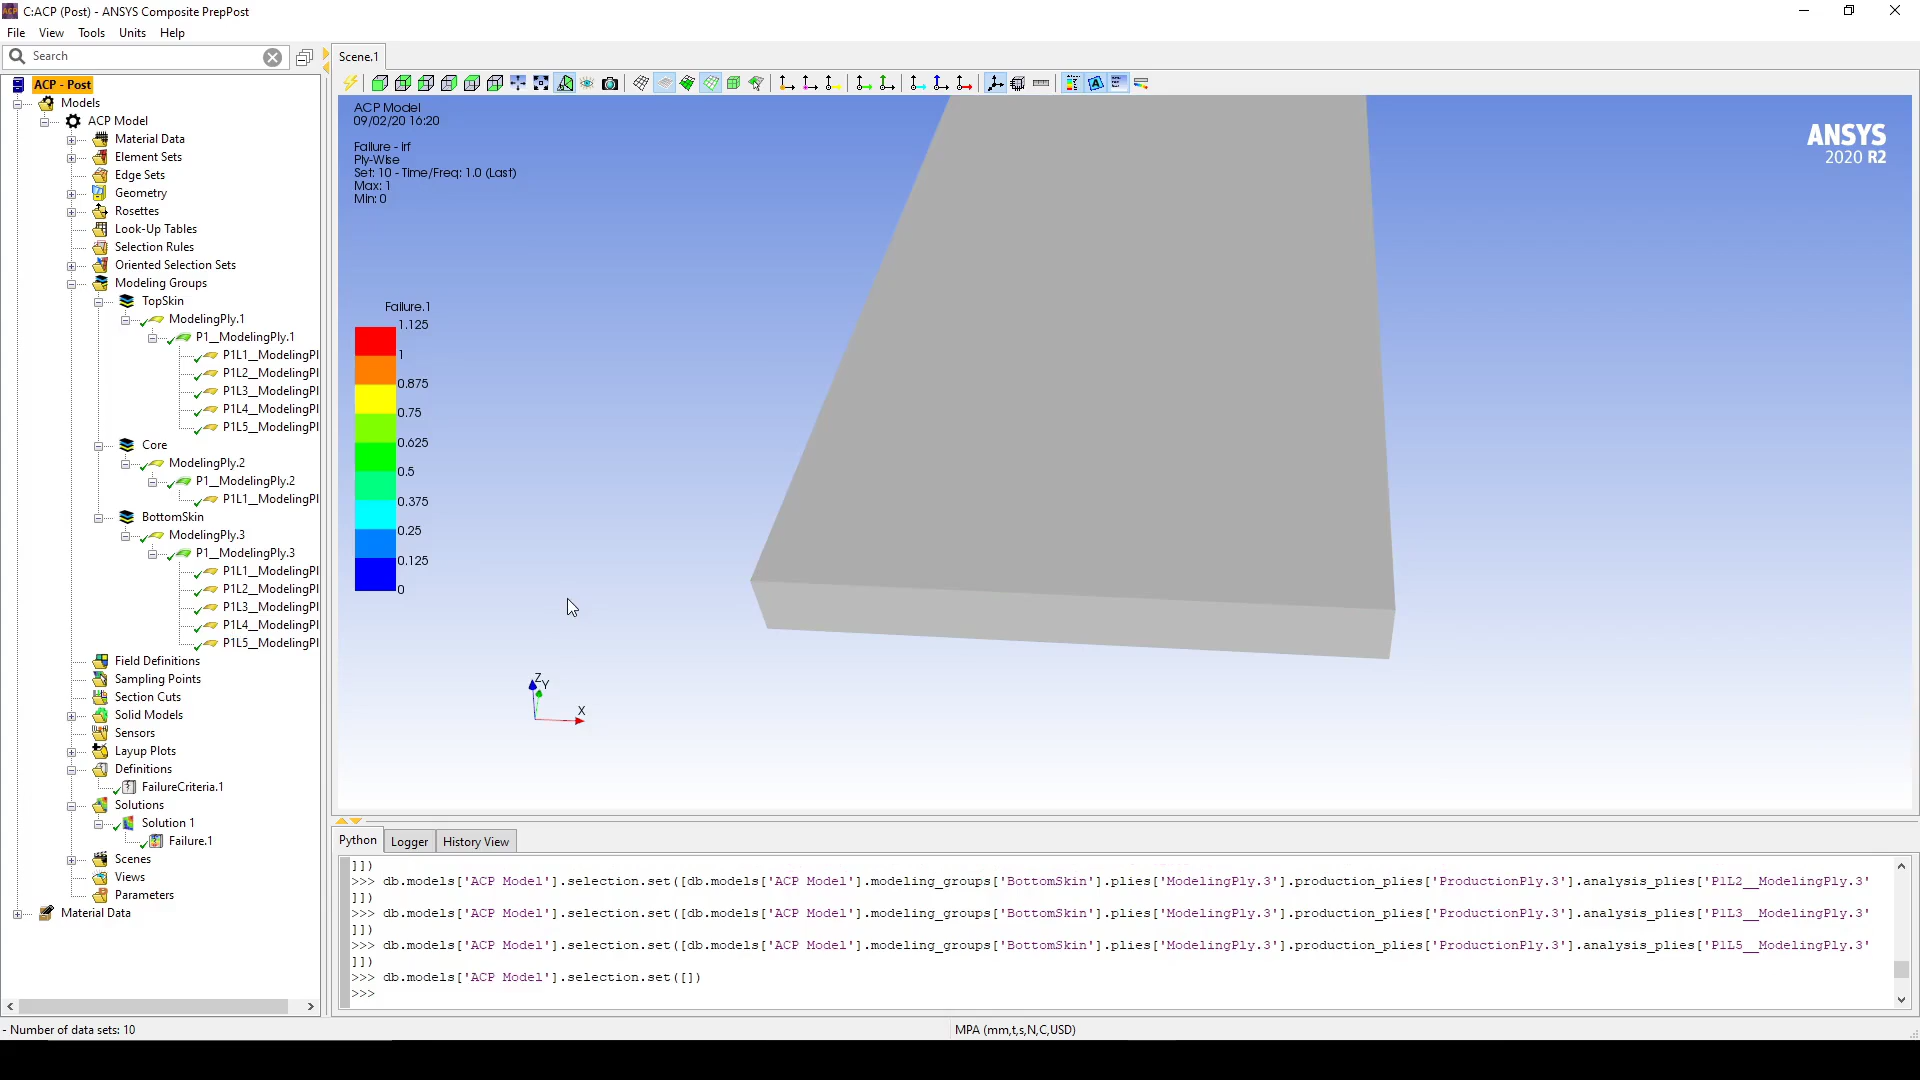 C:ACP (Post) - ANSYS Composite PrepPost
File View Tools Units Help
Search
ACP - Post
Models
ACP Model
Material Data
Element Sets
Edge Sets
Geometry
Rosettes
Look-Up Tables
Selection Rules
Oriented Selection Sets
Modeling Groups
TopSkin
ModelingPly.1
P1__ModelingPly.1
P1L1__ModelingPl
P1L2__ModelingPl
P1L3__ModelingPl
P1L4__ModelingPl
P1L5__ModelingPl
Core
ModelingPly.2
P1__ModelingPly.2
P1L1__ModelingPl
BottomSkin
ModelingPly.3
P1__ModelingPly.3
P1L1__ModelingPl
P1L2__ModelingPl
P1L3__ModelingPl
P1L4__ModelingPl
P1L5__ModelingPl
Field Definitions
Sampling Points
Section Cuts
Solid Models
Sensors
Layup Plots
Definitions
FailureCriteria.1
Solutions
Solution 1
Failure.1
Scenes
Views
Parameters
Material Data
Scene.1
ACP Model
09/02/20 16:20
Failure - irf
Ply-Wise
Set: 10 - Time/Freq: 1.0 (Last)
Max: 1
Min: 0
ANSYS
2020 R2
Failure.1
1.125
1
0.875
0.75
0.625
0.5
0.375
0.25
0.125
0
Z
Y
X
Python Logger History View
]])
>>> db.models['ACP Model'].selection.set([db.models['ACP Model'].modeling_groups['BottomSkin'].plies['ModelingPly.3'].production_plies['ProductionPly.3'].analysis_plies['P1L2__ModelingPly.3'
]])
>>> db.models['ACP Model'].selection.set([db.models['ACP Model'].modeling_groups['BottomSkin'].plies['ModelingPly.3'].production_plies['ProductionPly.3'].analysis_plies['P1L3__ModelingPly.3'
]])
>>> db.models['ACP Model'].selection.set([db.models['ACP Model'].modeling_groups['BottomSkin'].plies['ModelingPly.3'].production_plies['ProductionPly.3'].analysis_plies['P1L5__ModelingPly.3'
]])
>>> db.models['ACP Model'].selection.set([])
>>>
- Number of data sets: 10
MPA (mm,t,s,N,C,USD)